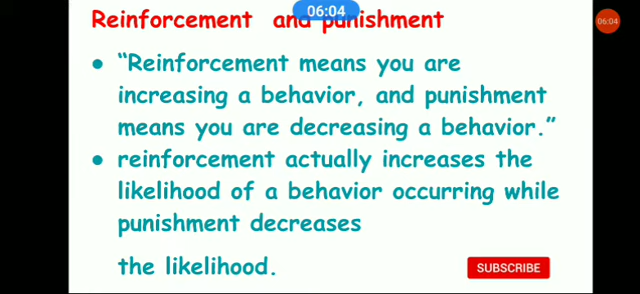 Reinforcement and punishment
06:04
06:04
• “Reinforcement means you are
increasing a behavior, and punishment
means you are decreasing a behavior.”
• reinforcement actually increases the
likelihood of a behavior occurring while
punishment decreases
the likelihood.
SUBSCRIBE